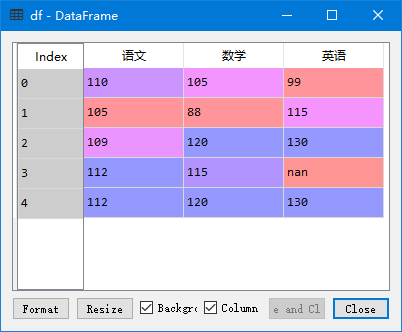 df - DataFrame
Index 语文 数学 英语
0 110 105 99
1 105 88 115
2 109 120 130
3 112 115 nan
4 112 120 130
Format Resize Backgro Column e and Cl Close